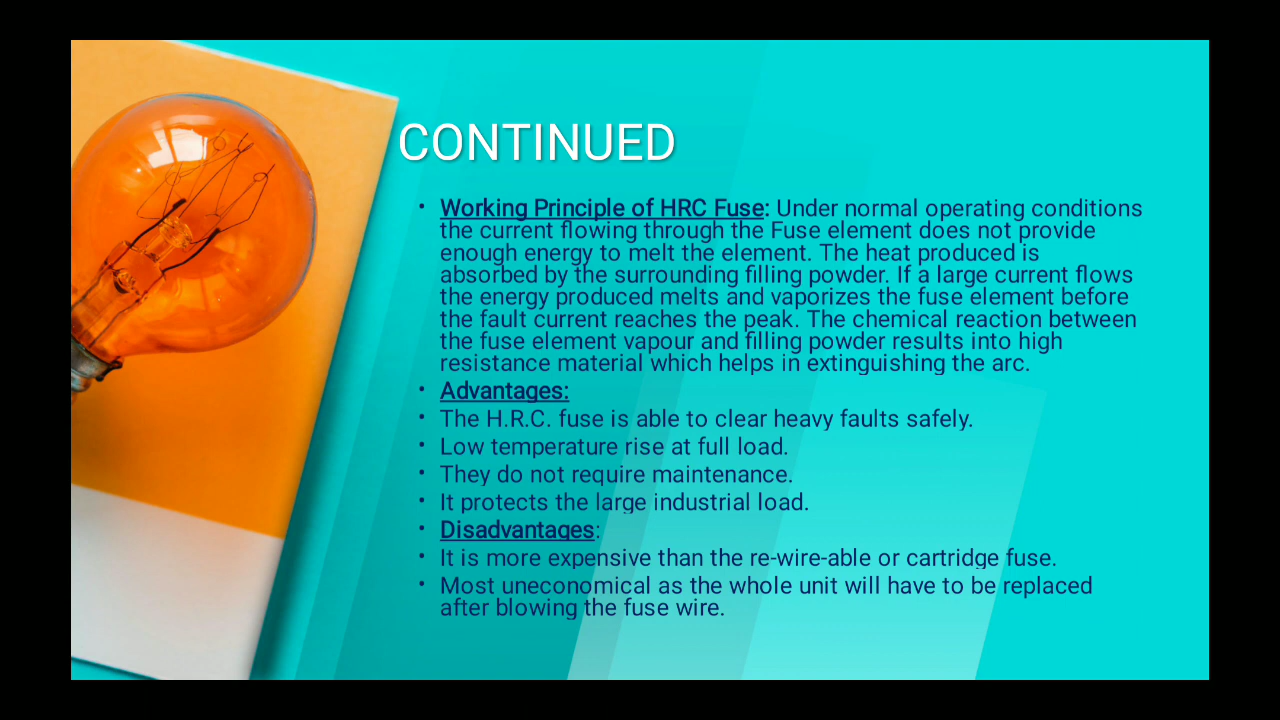 CONTINUED
• Working Principle of HRC Fuse: Under normal operating conditions
the current flowing through the Fuse element does not provide
enough energy to melt the element. The heat produced is
absorbed by the surrounding filling powder. If a large current flows
the energy produced melts and vaporizes the fuse element before
the fault current reaches the peak. The chemical reaction between
the fuse element vapour and filling powder results into high
resistance material which helps in extinguishing the arc.
• Advantages:
• The H.R.C. fuse is able to clear heavy faults safely.
• Low temperature rise at full load.
• They do not require maintenance.
• It protects the large industrial load.
• Disadvantages:
• It is more expensive than the re-wire-able or cartridge fuse.
• Most uneconomical as the whole unit will have to be replaced
after blowing the fuse wire.